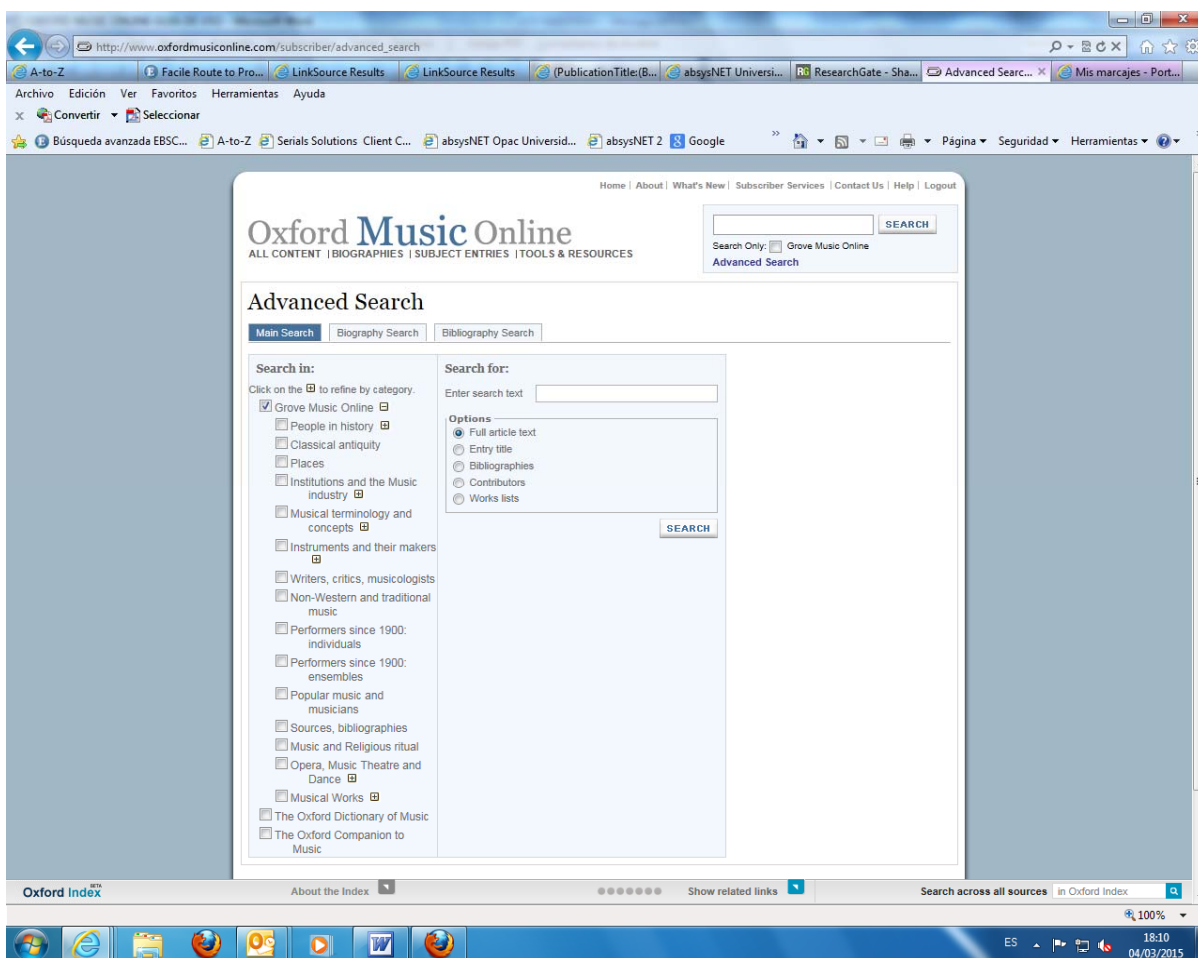 http://www.oxfordmusiconline.com/subscriber/advanced_search
A-to-Z Facile Route to Pro... LinkSource Results LinkSource Results (PublicationTitle:(B... absysNET Universi... RG ResearchGate - Sha... Advanced Searc... Mis marcajes - Port...
Archivo Edición Ver Favoritos Herramientas Ayuda
x Convertir Seleccionar
Búsqueda avanzada EBSC... A-to-Z Serials Solutions Client C... absysNET Opac Universid... absysNET 2 Google Página Seguridad Herramientas
Home | About | What's New | Subscriber Services | Contact Us | Help | Logout
Oxford Music Online
ALL CONTENT | BIOGRAPHIES | SUBJECT ENTRIES | TOOLS & RESOURCES
SEARCH
Search Only: Grove Music Online
Advanced Search
Advanced Search
Main Search Biography Search Bibliography Search
Search in:
Click on the + to refine by category.
Grove Music Online
People in history
Classical antiquity
Places
Institutions and the Music
industry
Musical terminology and
concepts
Instruments and their makers
Writers, critics, musicologists
Non-Western and traditional
music
Performers since 1900:
individuals
Performers since 1900:
ensembles
Popular music and
musicians
Sources, bibliographies
Music and Religious ritual
Opera, Music Theatre and
Dance
Musical Works
The Oxford Dictionary of Music
The Oxford Companion to
Music
Search for:
Enter search text
Options
Full article text
Entry title
Bibliographies
Contributors
Works lists
SEARCH
Oxford Index BETA About the Index Show related links Search across all sources in Oxford Index
100%
ES 18:10
04/03/2015